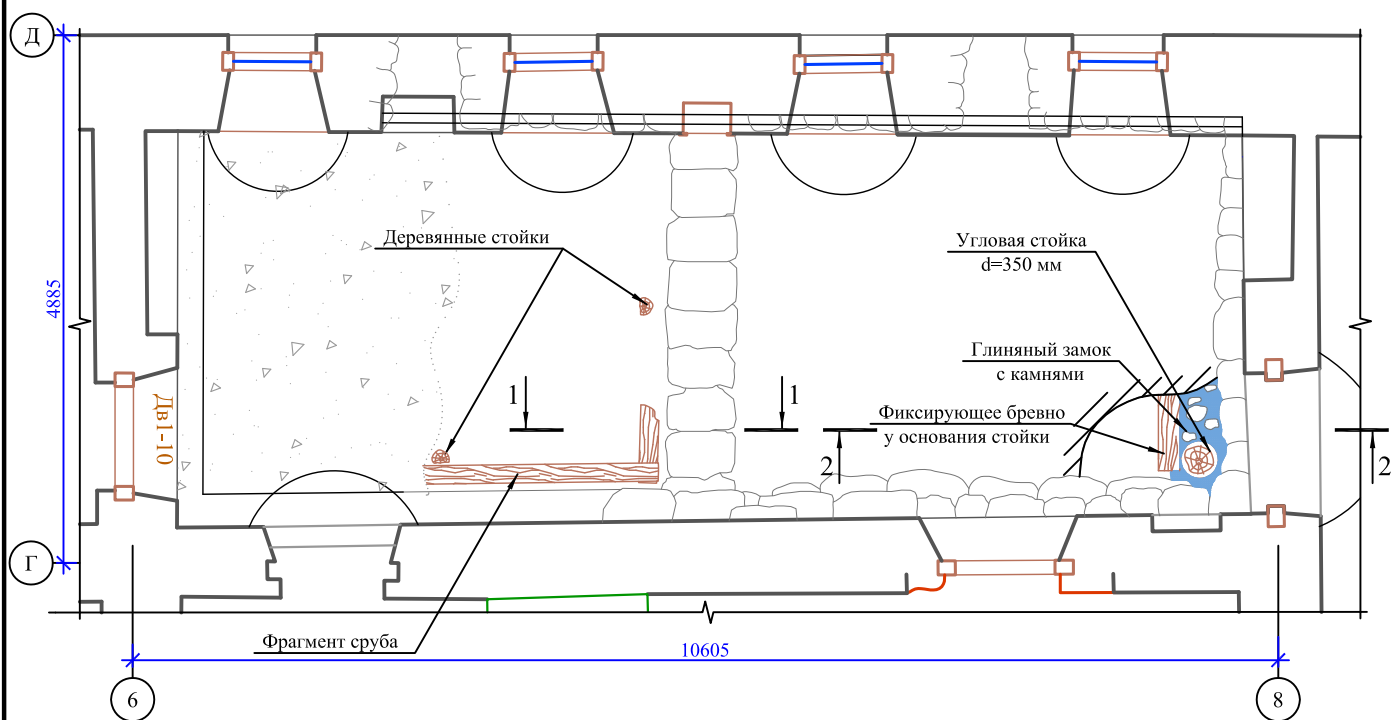 Д
4885
Деревянные стойки
Угловая стойка
d=350 мм
Глиняный замок
с камнями
Фиксирующее бревно
у основания стойки
1
1
2
2
Дв1-10
Г
Фрагмент сруба
10605
6
8